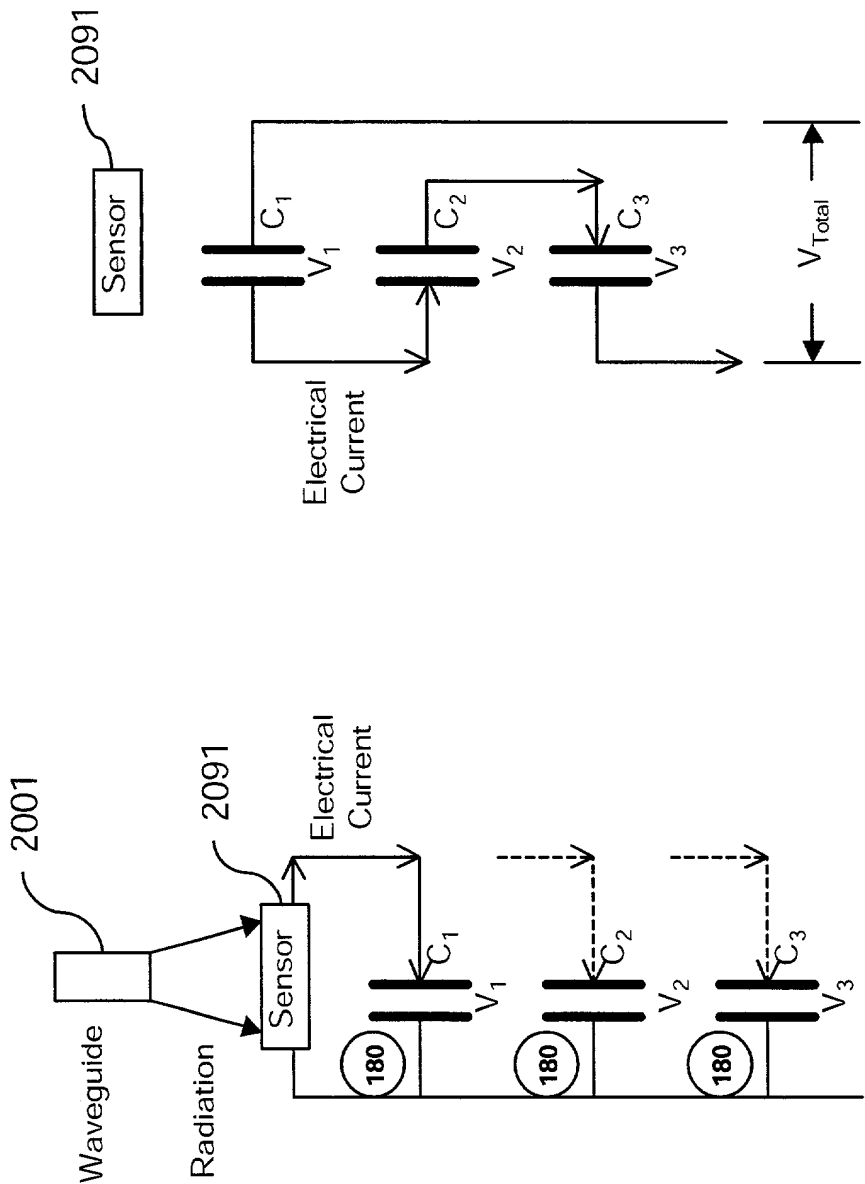 Waveguide
2001
Radiation
Sensor
2091
Electrical
Current
180
C1
V1
180
C2
V2
180
C3
V3
Sensor
2091
C1
V1
Electrical
Current
C2
V2
C3
V3
VTotal